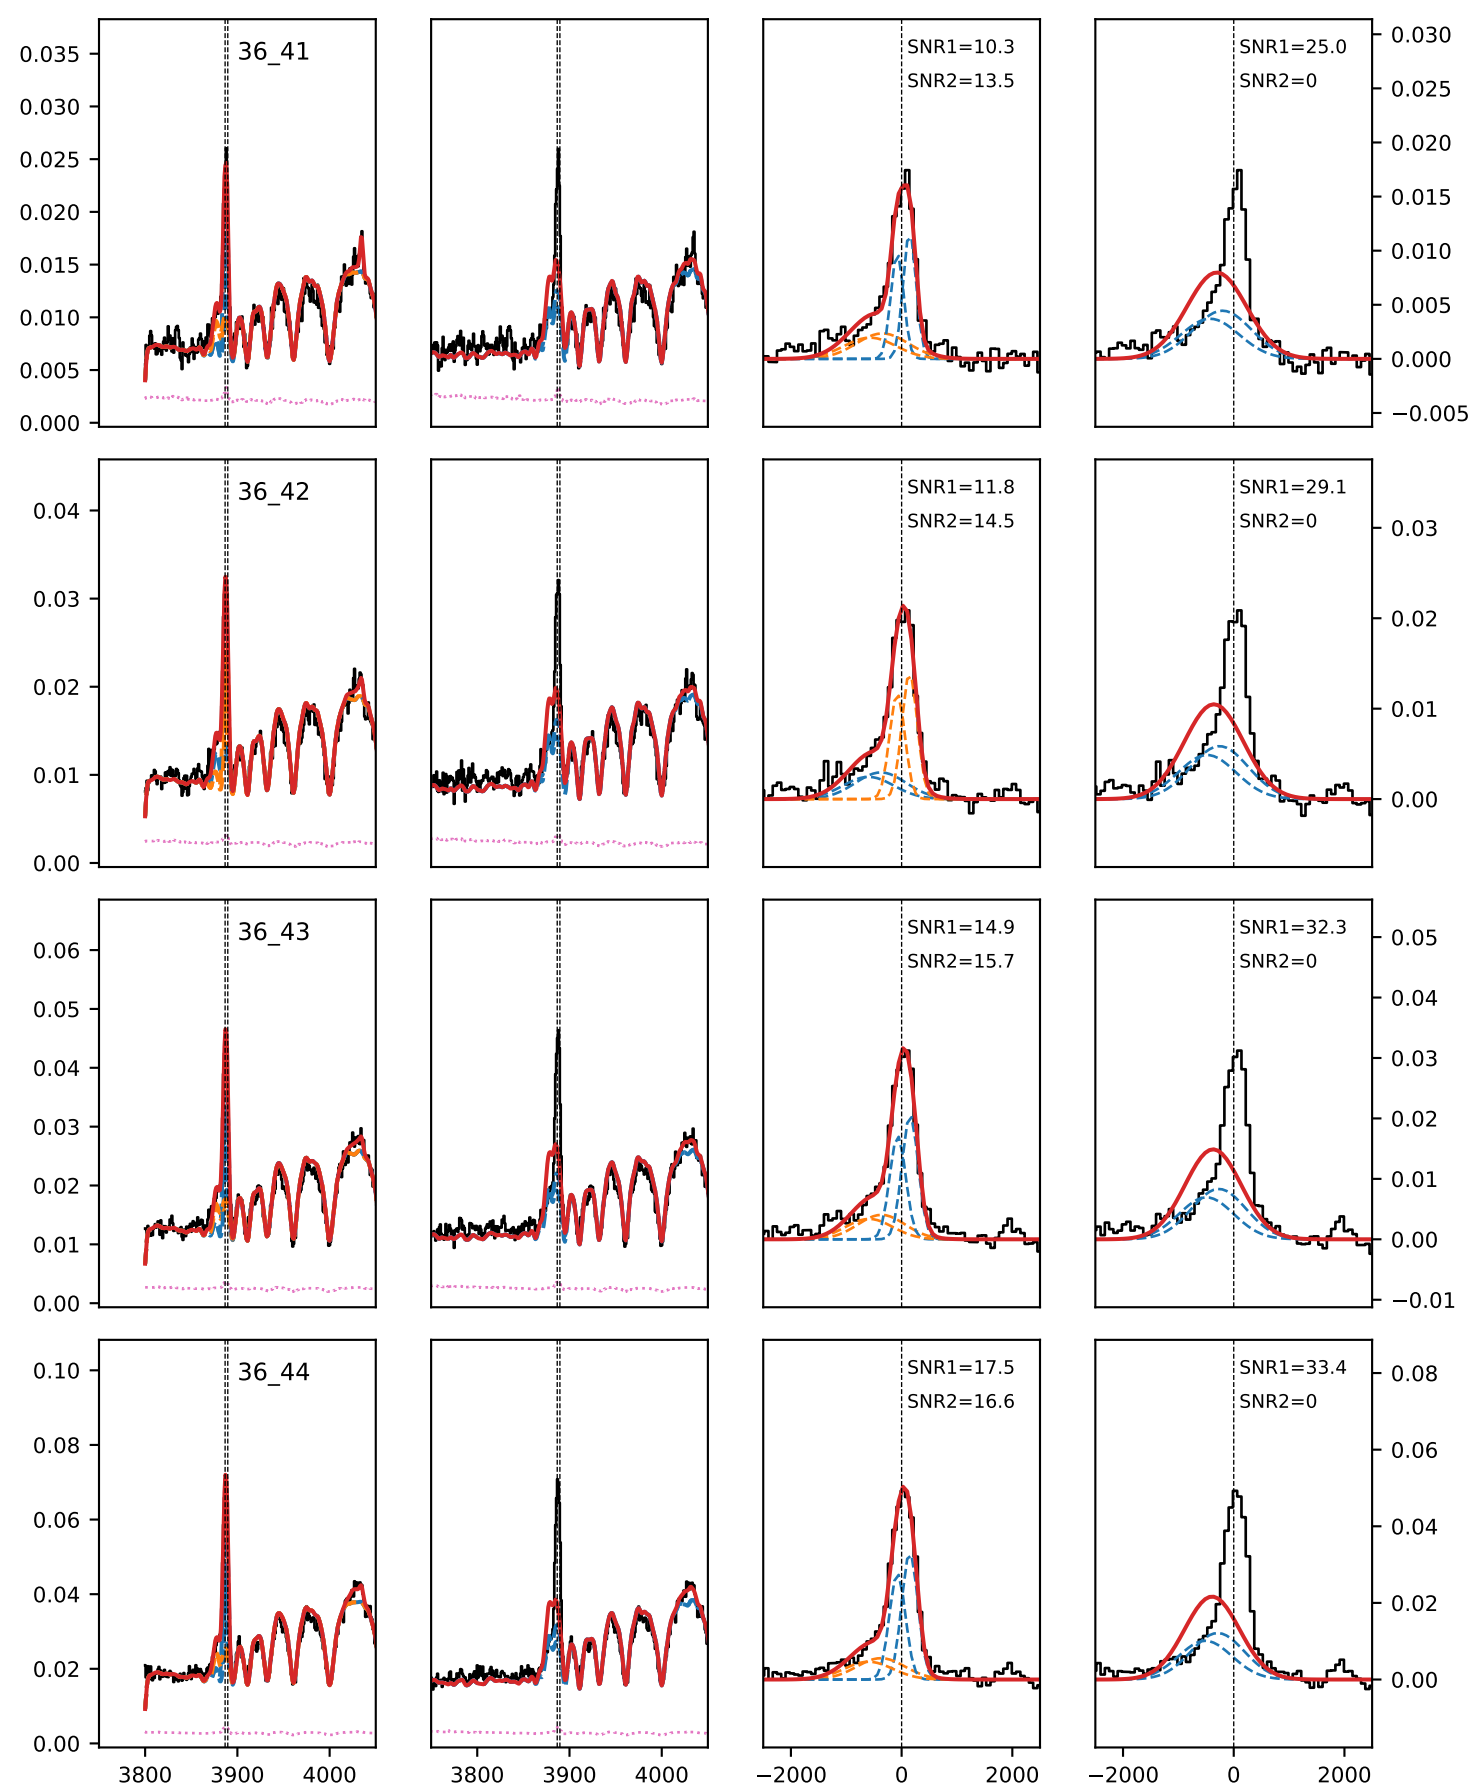 36_41
SNR1=10.3
SNR2=13.5
SNR1=25.0
SNR2=0
0.035
0.030
0.025
0.020
0.015
0.010
0.005
0.000
0.030
0.025
0.020
0.015
0.010
0.005
0.000
−0.005
36_42
SNR1=11.8
SNR2=14.5
SNR1=29.1
SNR2=0
0.04
0.03
0.02
0.01
0.00
0.03
0.02
0.01
0.00
36_43
SNR1=14.9
SNR2=15.7
SNR1=32.3
SNR2=0
0.06
0.05
0.04
0.03
0.02
0.01
0.00
0.05
0.04
0.03
0.02
0.01
0.00
−0.01
36_44
SNR1=17.5
SNR2=16.6
SNR1=33.4
SNR2=0
0.10
0.08
0.06
0.04
0.02
0.00
0.08
0.06
0.04
0.02
0.00
3800 3900 4000
3800 3900 4000
−2000 0 2000
−2000 0 2000